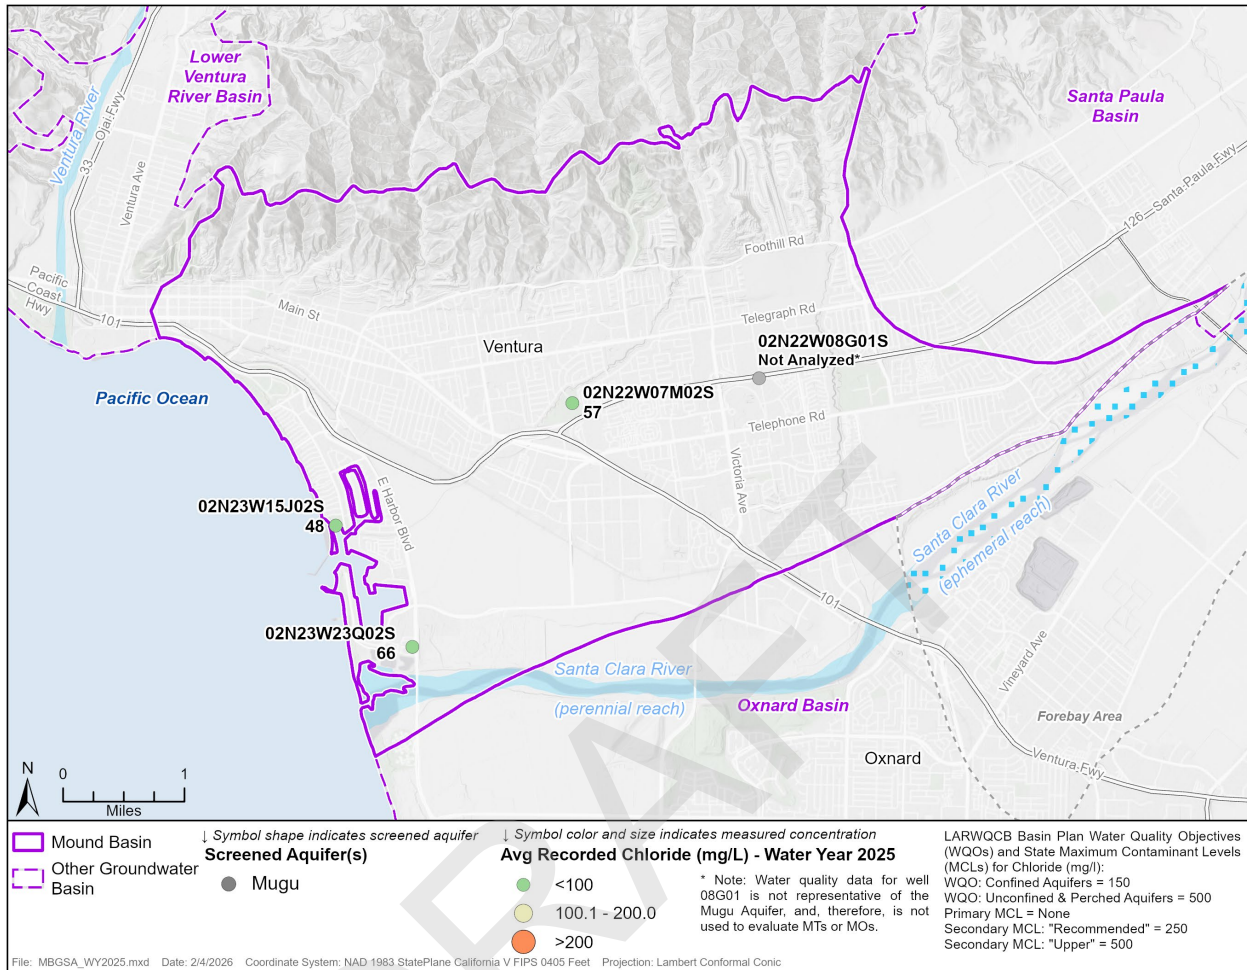 Lower
Ventura
River Basin
Santa Paula
Basin
Ventura River
33
Ojai Fwy
Ventura Ave
126
Santa Paula Fwy
Foothill Rd
Pacific
Coast
Hwy
101
Main St
Telegraph Rd
Ventura
02N22W08G01S
Not Analyzed*
Pacific Ocean
02N22W07M02S
57
Telephone Rd
Victoria Ave
E Harbor Blvd
02N23W15J02S
48
Santa Clara River
(ephemeral reach)
101
02N23W23Q02S
66
Santa Clara River
(perennial reach)
Vineyard Ave
Oxnard Basin
Forebay Area
Oxnard
Ventura Fwy
N
0 1
Miles
DRAFT
Mound Basin
Other Groundwater
Basin
↓ Symbol shape indicates screened aquifer
Screened Aquifer(s)
Mugu
↓ Symbol color and size indicates measured concentration
Avg Recorded Chloride (mg/L) - Water Year 2025
<100
100.1 - 200.0
>200
* Note: Water quality data for well
08G01 is not representative of the
Mugu Aquifer, and, therefore, is not
used to evaluate MTs or MOs.
LARWQCB Basin Plan Water Quality Objectives
(WQOs) and State Maximum Contaminant Levels
(MCLs) for Chloride (mg/l):
WQO: Confined Aquifers = 150
WQO: Unconfined & Perched Aquifers = 500
Primary MCL = None
Secondary MCL: "Recommended" = 250
Secondary MCL: "Upper" = 500
File: MBGSA_WY2025.mxd Date: 2/4/2026 Coordinate System: NAD 1983 StatePlane California V FIPS 0405 Feet Projection: Lambert Conformal Conic